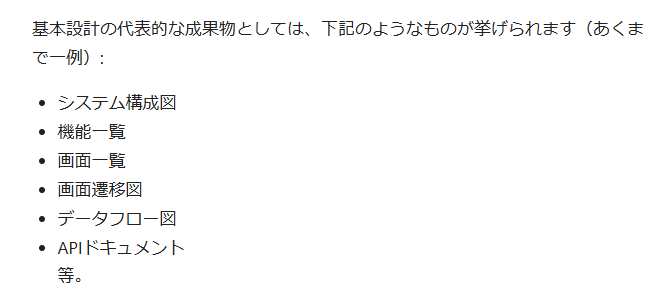 基本設計の代表的な成果物としては、下記のようなものが挙げられます（あくま
で一例）:
• システム構成図
• 機能一覧
• 画面一覧
• 画面遷移図
• データフロー図
• APIドキュメント
等。